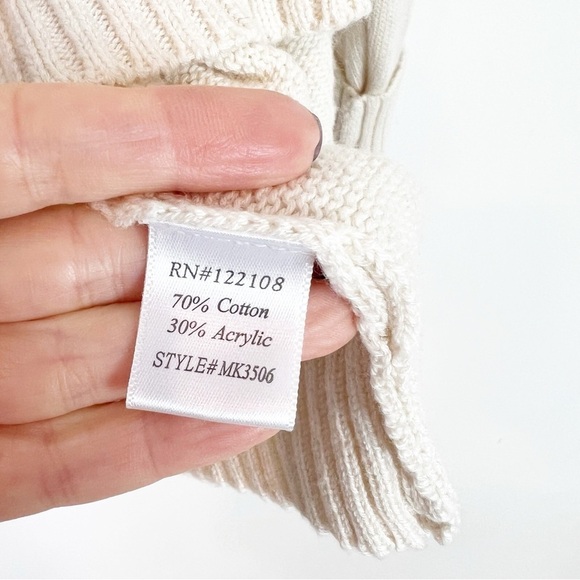 RN#122108
70% Cotton
30% Acrylic
STYLE# MK3506